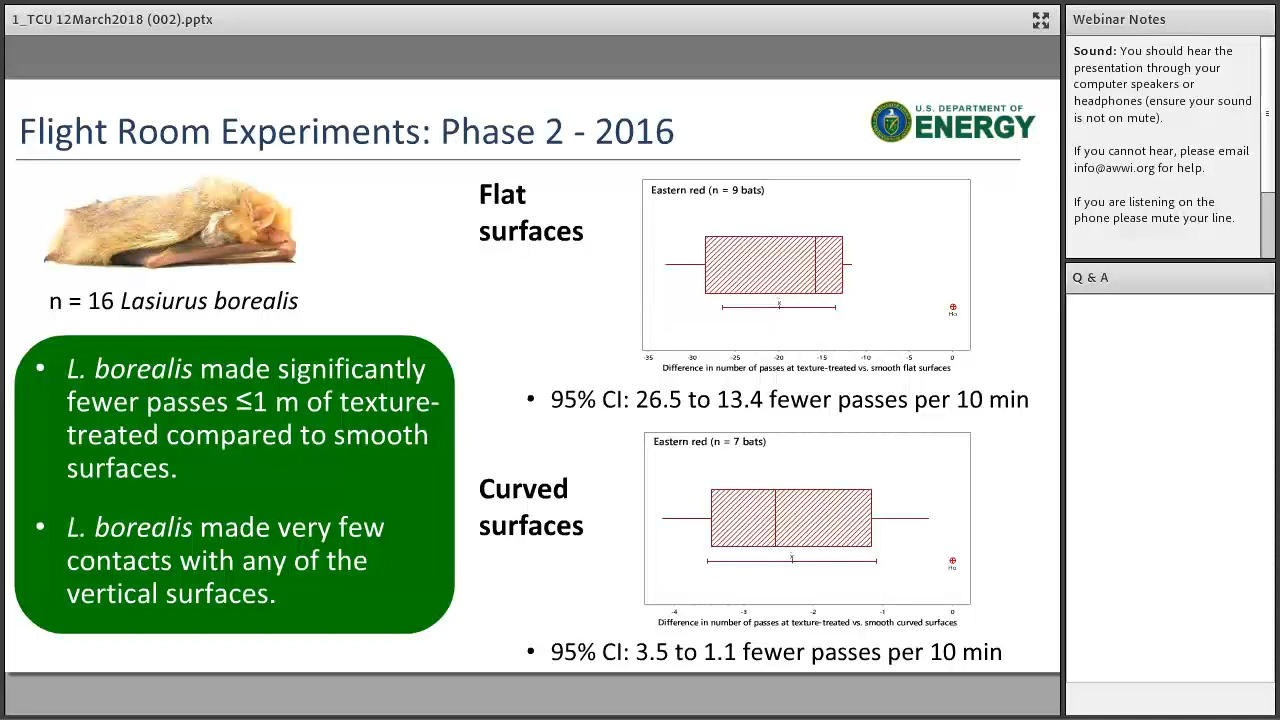 1_TCU 12March2018 (002).pptx
Flight Room Experiments: Phase 2 - 2016
U.S. DEPARTMENT OF
ENERGY
n = 16 Lasiurus borealis
• L. borealis made significantly
fewer passes ≤1 m of texture-
treated compared to smooth
surfaces.
• L. borealis made very few
contacts with any of the
vertical surfaces.
Flat
surfaces
Eastern red (n = 9 bats)
x̄
Ho
-35 -30 -25 -20 -15 -10 -5 0
Difference in number of passes at texture-treated vs. smooth flat surfaces
• 95% CI: 26.5 to 13.4 fewer passes per 10 min
Curved
surfaces
Eastern red (n = 7 bats)
x̄
Ho
-4 -3 -2 -1 0
Difference in number of passes at texture-treated vs. smooth curved surfaces
• 95% CI: 3.5 to 1.1 fewer passes per 10 min
Webinar Notes
Sound: You should hear the
presentation through your
computer speakers or
headphones (ensure your sound
is not on mute).
If you cannot hear, please email
info@awwi.org for help.
If you are listening on the
phone please mute your line.
Q & A